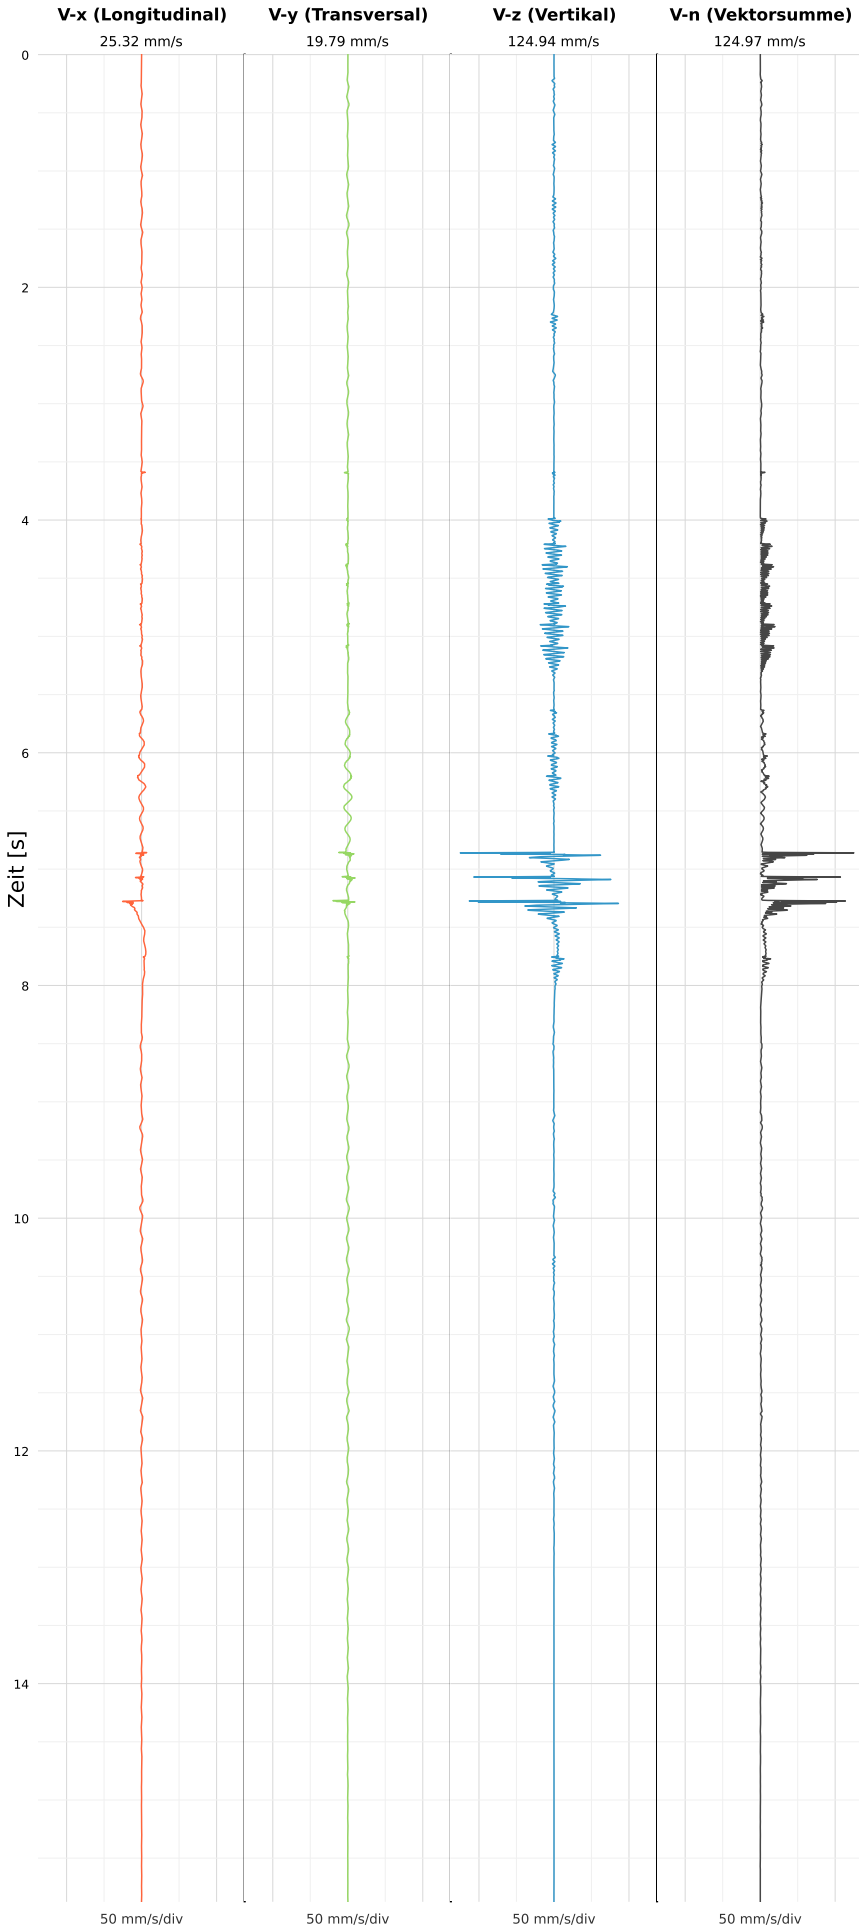 V-x (Longitudinal) V-y (Transversal) V-z (Vertikal) V-n (Vektorsumme)
25.32 mm/s 19.79 mm/s 124.94 mm/s 124.97 mm/s
0
2
4
6
Zeit [s]
8
10
12
14
50 mm/s/div 50 mm/s/div 50 mm/s/div 50 mm/s/div